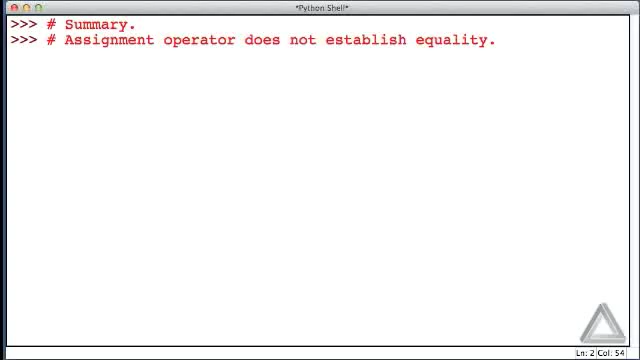 *Python Shell*
>>> # Summary.
>>> # Assignment operator does not establish equality.
Ln: 2 Col: 54